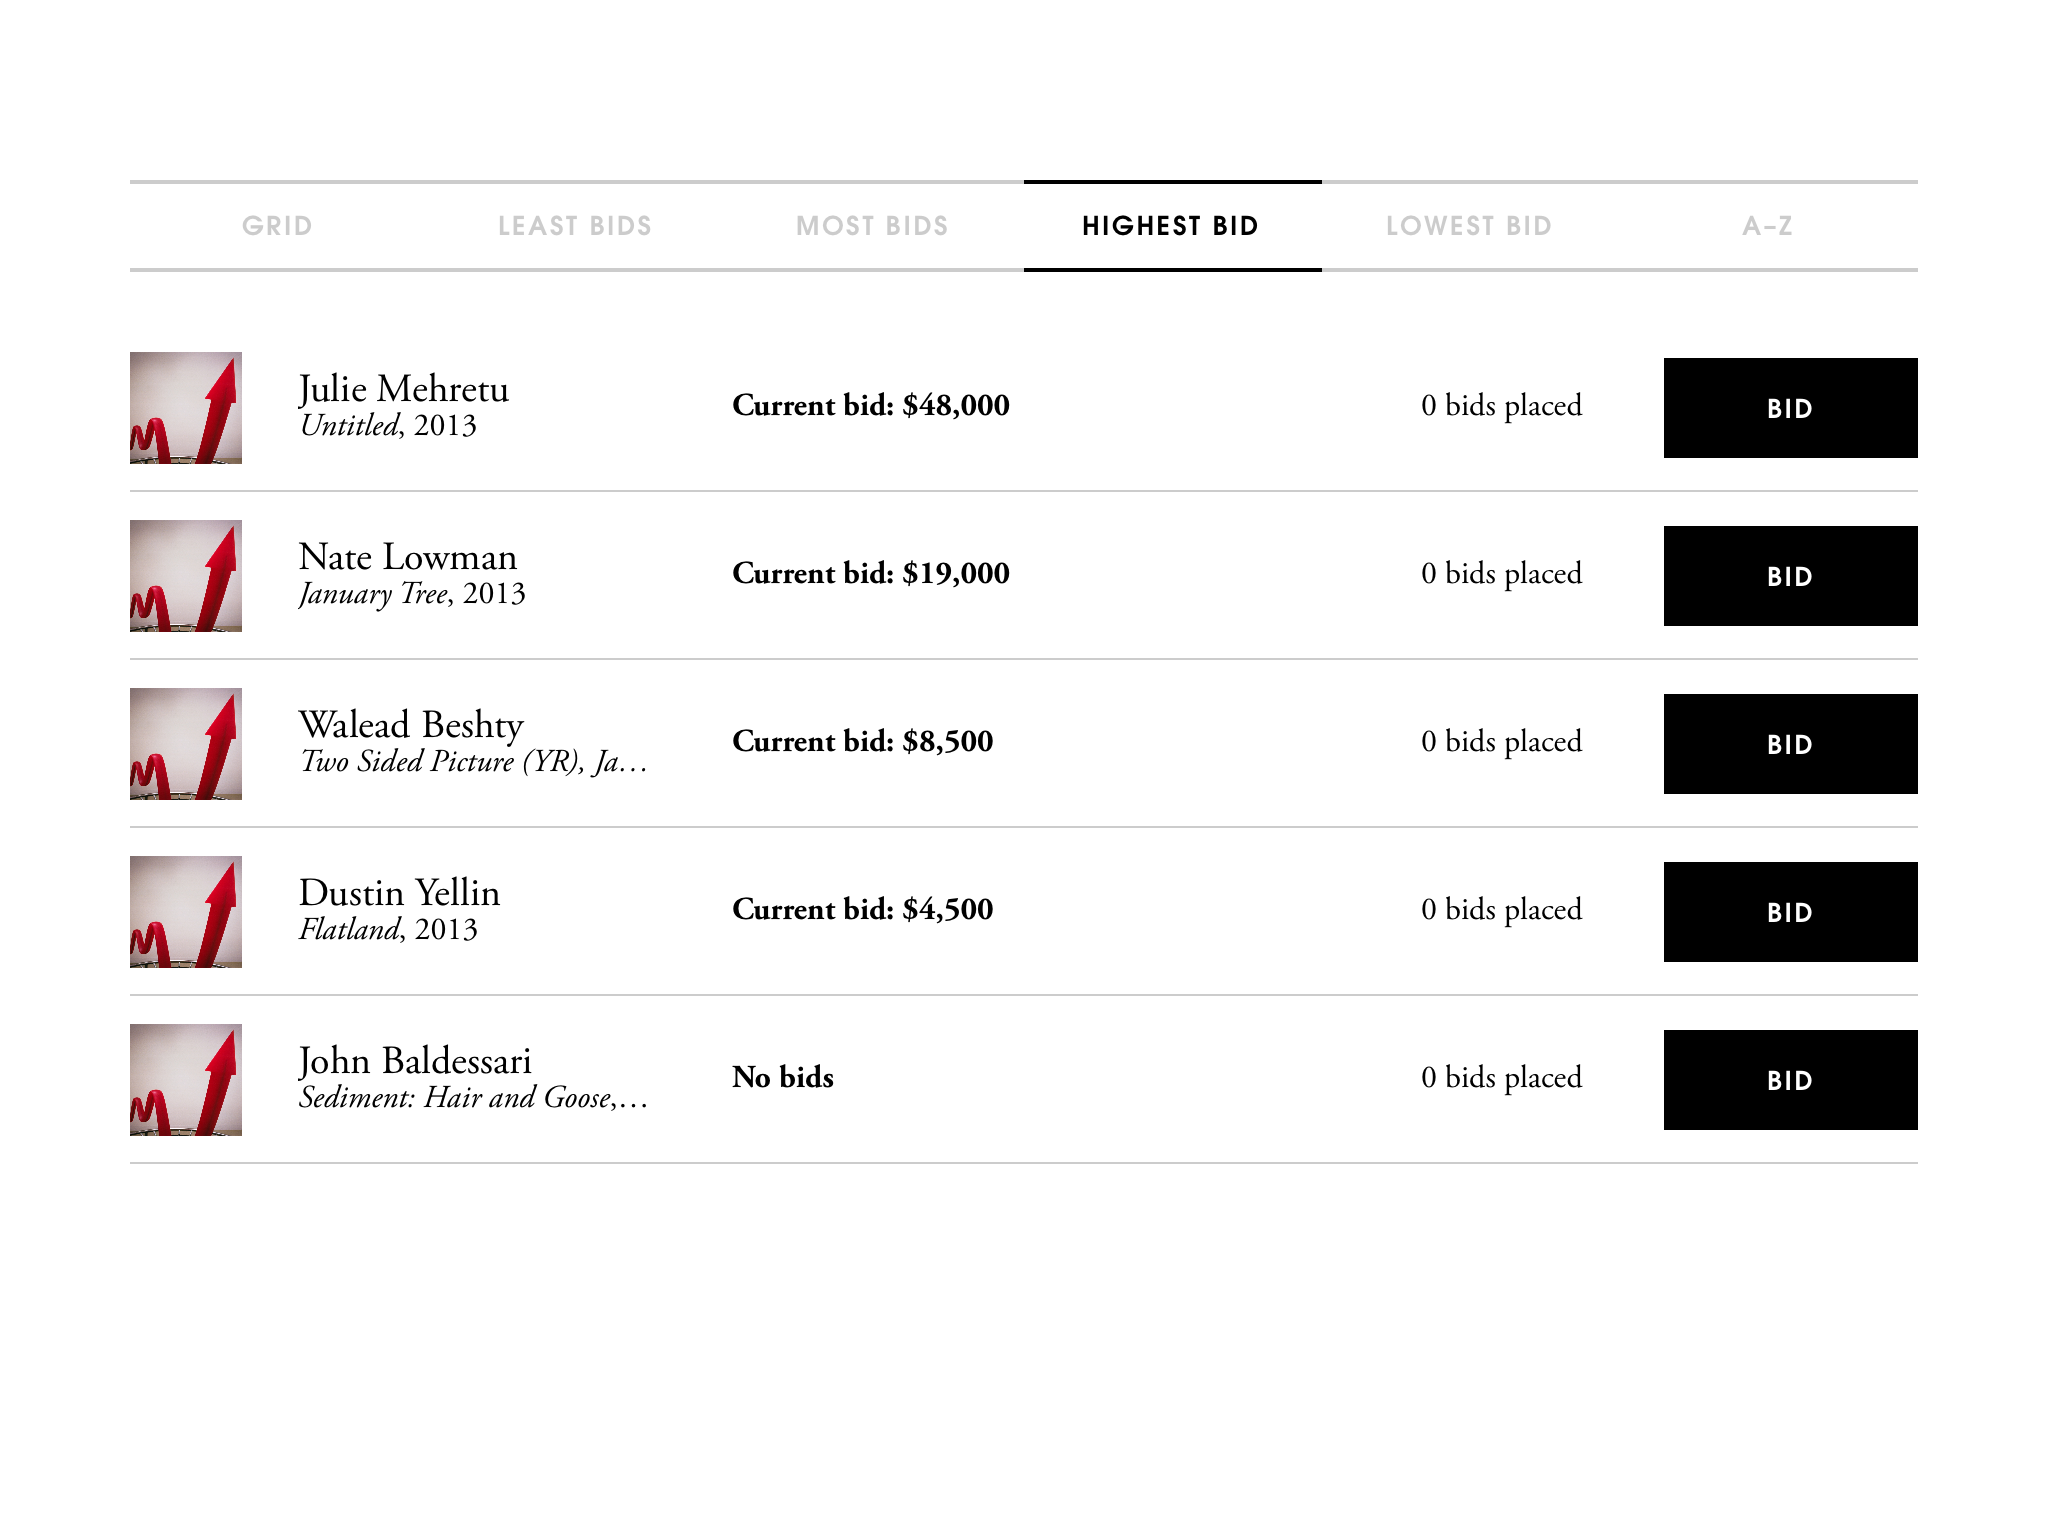 GRID LEAST BIDS MOST BIDS HIGHEST BID LOWEST BID A–Z
Julie Mehretu
Untitled, 2013
Current bid: $48,000
0 bids placed
BID
Nate Lowman
January Tree, 2013
Current bid: $19,000
0 bids placed
BID
Walead Beshty
Two Sided Picture (YR), Ja…
Current bid: $8,500
0 bids placed
BID
Dustin Yellin
Flatland, 2013
Current bid: $4,500
0 bids placed
BID
John Baldessari
Sediment: Hair and Goose,…
No bids
0 bids placed
BID